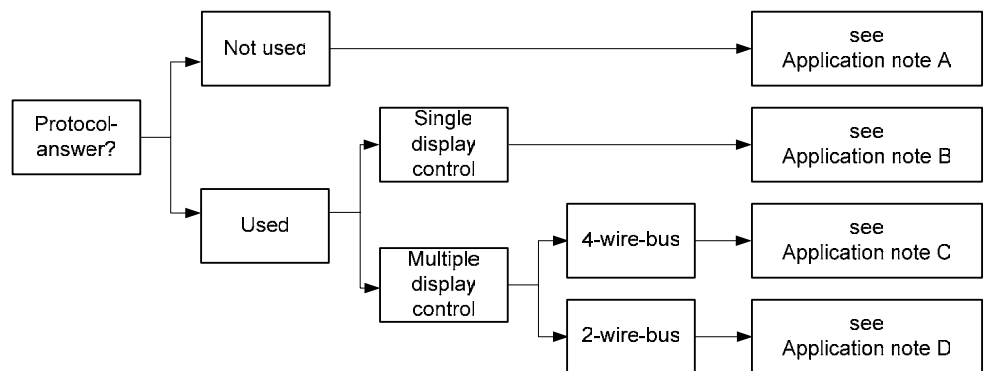 Protocol-
answer?
Not used
see
Application note A
Used
Single
display
control
see
Application note B
Multiple
display
control
4-wire-bus
see
Application note C
2-wire-bus
see
Application note D